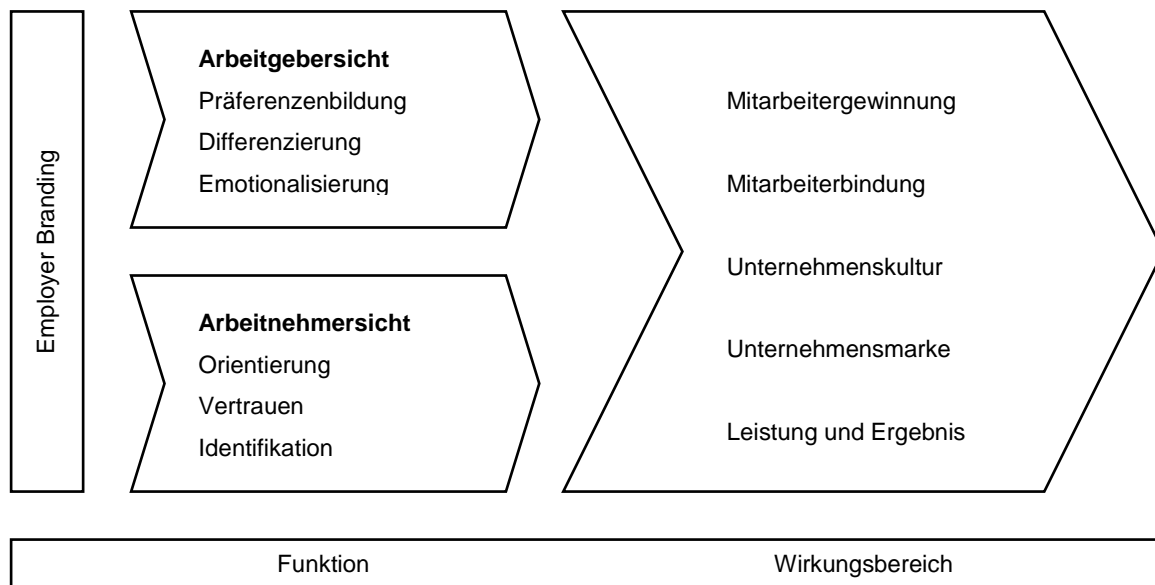 Employer Branding
Arbeitgebersicht
Präferenzenbildung
Differenzierung
Emotionalisierung
Arbeitnehmersicht
Orientierung
Vertrauen
Identifikation
Mitarbeitergewinnung
Mitarbeiterbindung
Unternehmenskultur
Unternehmensmarke
Leistung und Ergebnis
Funktion
Wirkungsbereich